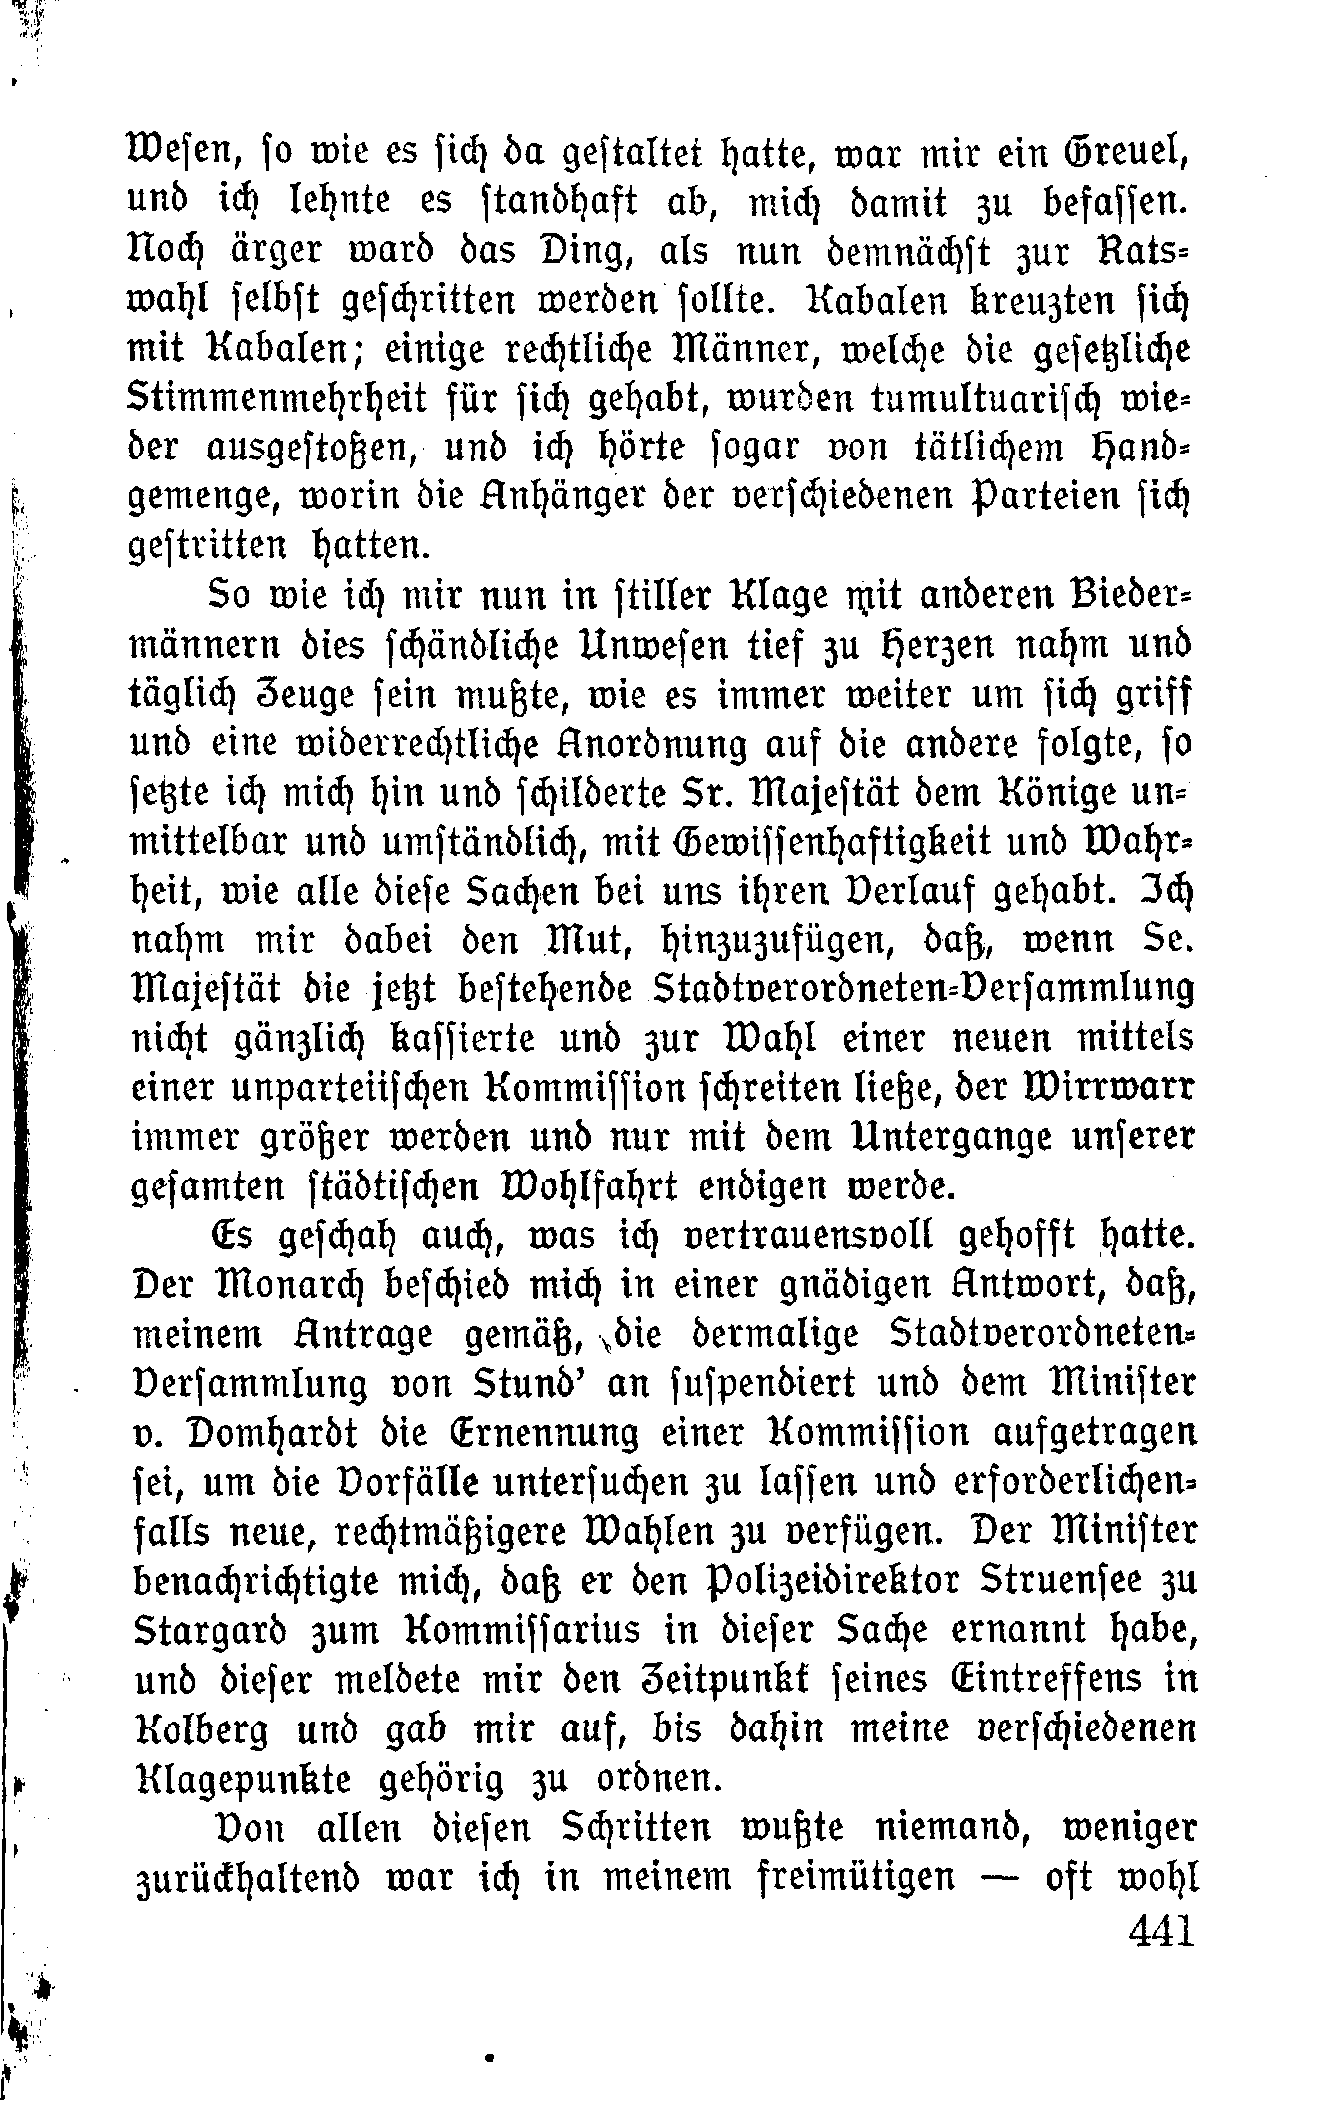 Wesen, so wie es sich da gestaltet hatte, war mir ein Greuel,
und ich lehnte es standhaft ab, mich damit zu befassen.
Noch ärger ward das Ding, als nun demnächst zur Rats-
wahl selbst geschritten werden sollte. Kabalen kreuzten sich
mit Kabalen; einige rechtliche Männer, welche die gesetzliche
Stimmenmehrheit für sich gehabt, wurden tumultuarisch wie-
der ausgestoßen, und ich hörte sogar von tätlichem Hand-
gemenge, worin die Anhänger der verschiedenen Parteien sich
gestritten hatten.
So wie ich mir nun in stiller Klage mit anderen Bieder-
männern dies schändliche Unwesen tief zu Herzen nahm und
täglich Zeuge sein mußte, wie es immer weiter um sich griff
und eine widerrechtliche Anordnung auf die andere folgte, so
setzte ich mich hin und schilderte Sr. Majestät dem Könige un-
mittelbar und umständlich, mit Gewissenhaftigkeit und Wahr-
heit, wie alle diese Sachen bei uns ihren Verlauf gehabt. Ich
nahm mir dabei den Mut, hinzuzufügen, daß, wenn Se.
Majestät die jetzt bestehende Stadtverordneten-Versammlung
nicht gänzlich kassierte und zur Wahl einer neuen mittels
einer unparteiischen Kommission schreiten ließe, der Wirrwarr
immer größer werden und nur mit dem Untergange unserer
gesamten städtischen Wohlfahrt endigen werde.
Es geschah auch, was ich vertrauensvoll gehofft hatte.
Der Monarch beschied mich in einer gnädigen Antwort, daß,
meinem Antrage gemäß, die dermalige Stadtverordneten-
Versammlung von Stund' an suspendiert und dem Minister
v. Domhardt die Ernennung einer Kommission aufgetragen
sei, um die Vorfälle untersuchen zu lassen und erforderlichen-
falls neue, rechtmäßigere Wahlen zu verfügen. Der Minister
benachrichtigte mich, daß er den Polizeidirektor Struensee zu
Stargard zum Kommissarius in dieser Sache ernannt habe,
und dieser meldete mir den Zeitpunkt seines Eintreffens in
Kolberg und gab mir auf, bis dahin meine verschiedenen
Klagepunkte gehörig zu ordnen.
Von allen diesen Schritten wußte niemand, weniger
zurückhaltend war ich in meinem freimütigen — oft wohl
441